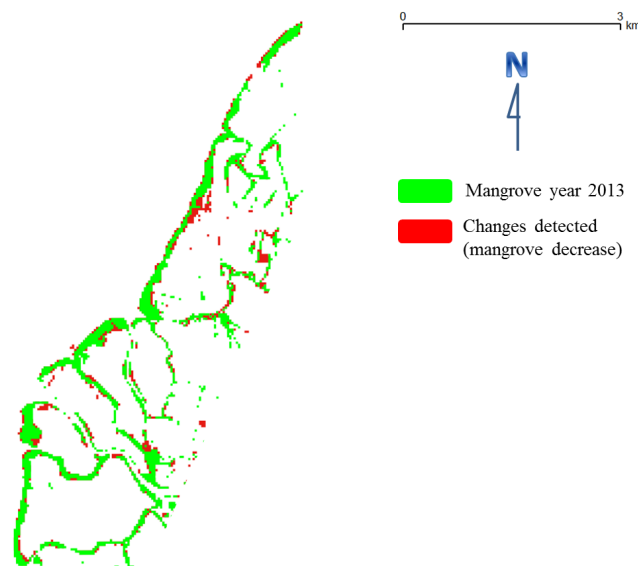 0 3
km
N
Mangrove year 2013
Changes detected
(mangrove decrease)